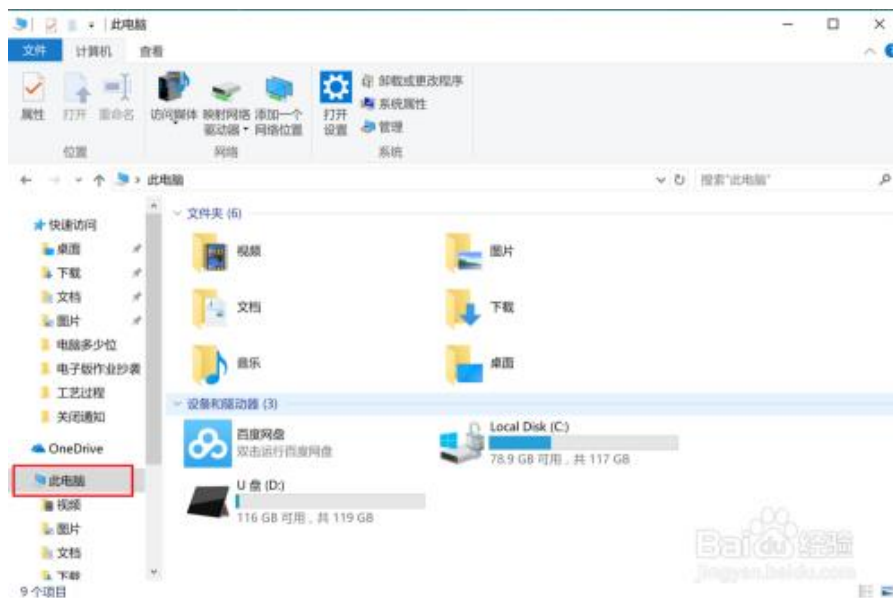 此电脑
文件 计算机 查看
属性 打开 重命名 访问媒体 映射网络驱动器 添加一个网络位置 打开设置 卸载或更改程序
系统属性
管理
位置 网络 系统
此电脑 搜索"此电脑"
快速访问
桌面
下载
文档
图片
电脑多少位
电子版作业抄袭
工艺过程
关闭通知
OneDrive
此电脑
视频
图片
文档
下载
文件夹 (6)
视频 图片
文档 下载
音乐 桌面
设备和驱动器 (3)
百度网盘
双击运行百度网盘
Local Disk (C:)
78.9 GB 可用，共 117 GB
U 盘 (D:)
116 GB 可用，共 119 GB
9 个项目
Baidu 经验
jingyan.baidu.com